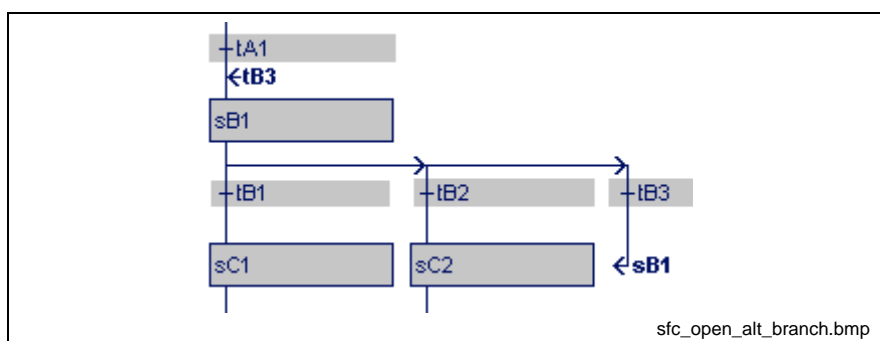 tA1
tB3
sB1
tB1 tB2 tB3
sC1 sC2 sB1
sfc_open_alt_branch.bmp